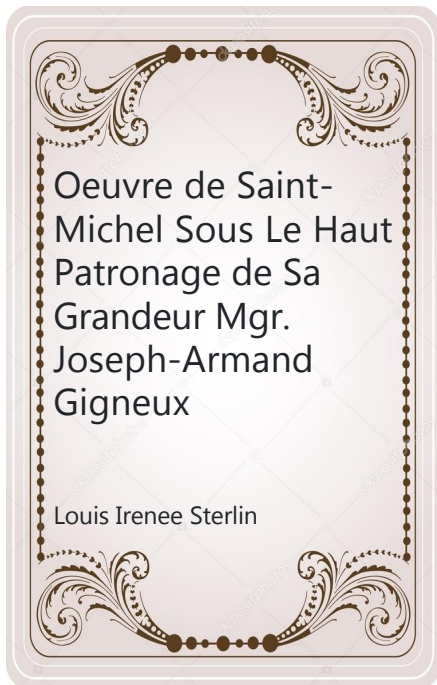 Oeuvre de Saint-
Michel Sous Le Haut
Patronage de Sa
Grandeur Mgr.
Joseph-Armand
Gigneux
Louis Irenee Sterlin